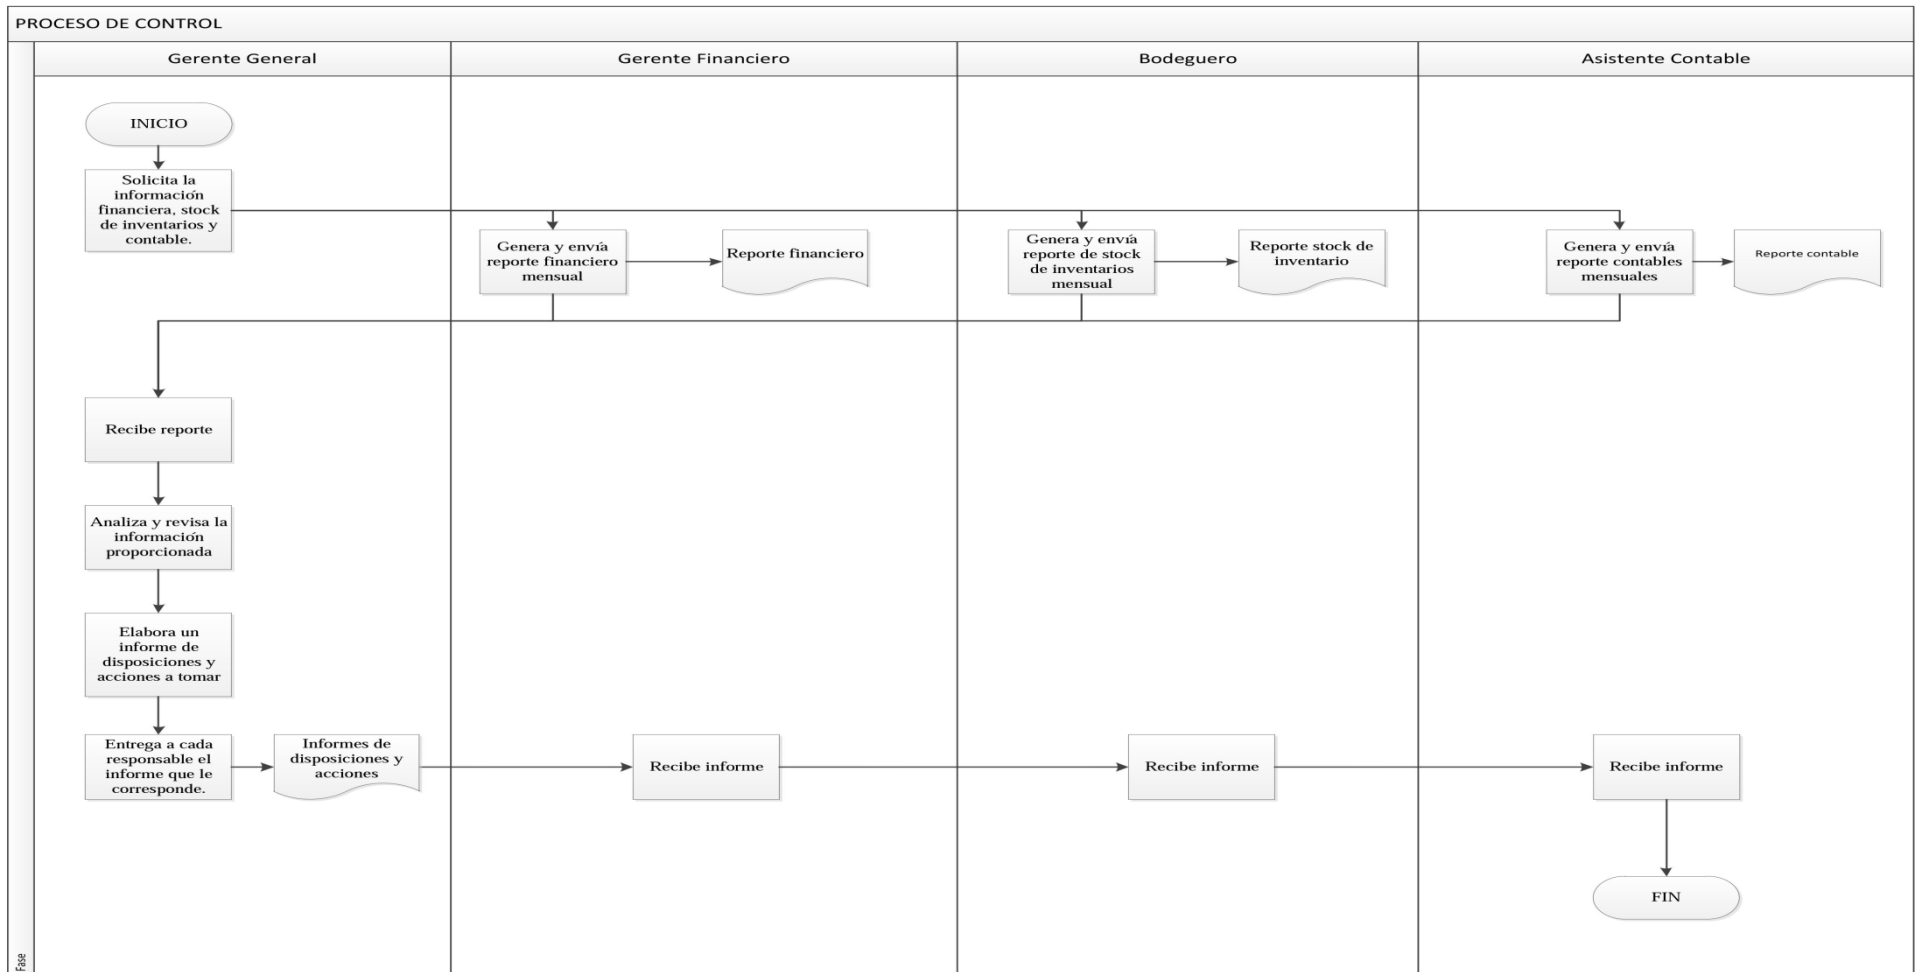 PROCESO DE CONTROL
Gerente General
Gerente Financiero
Bodeguero
Asistente Contable
INICIO
Solicita la
información
financiera, stock
de inventarios y
contable.
Genera y envía
reporte financiero
mensual
Reporte financiero
Genera y envía
reporte de stock
de inventarios
mensual
Reporte stock de
inventario
Genera y envía
reporte contables
mensuales
Reporte contable
Recibe reporte
Analiza y revisa la
información
proporcionada
Elabora un
informe de
disposiciones y
acciones a tomar
Entrega a cada
responsable el
informe que le
corresponde.
Informes de
disposiciones y
acciones
Recibe informe
Recibe informe
Recibe informe
FIN
Fase